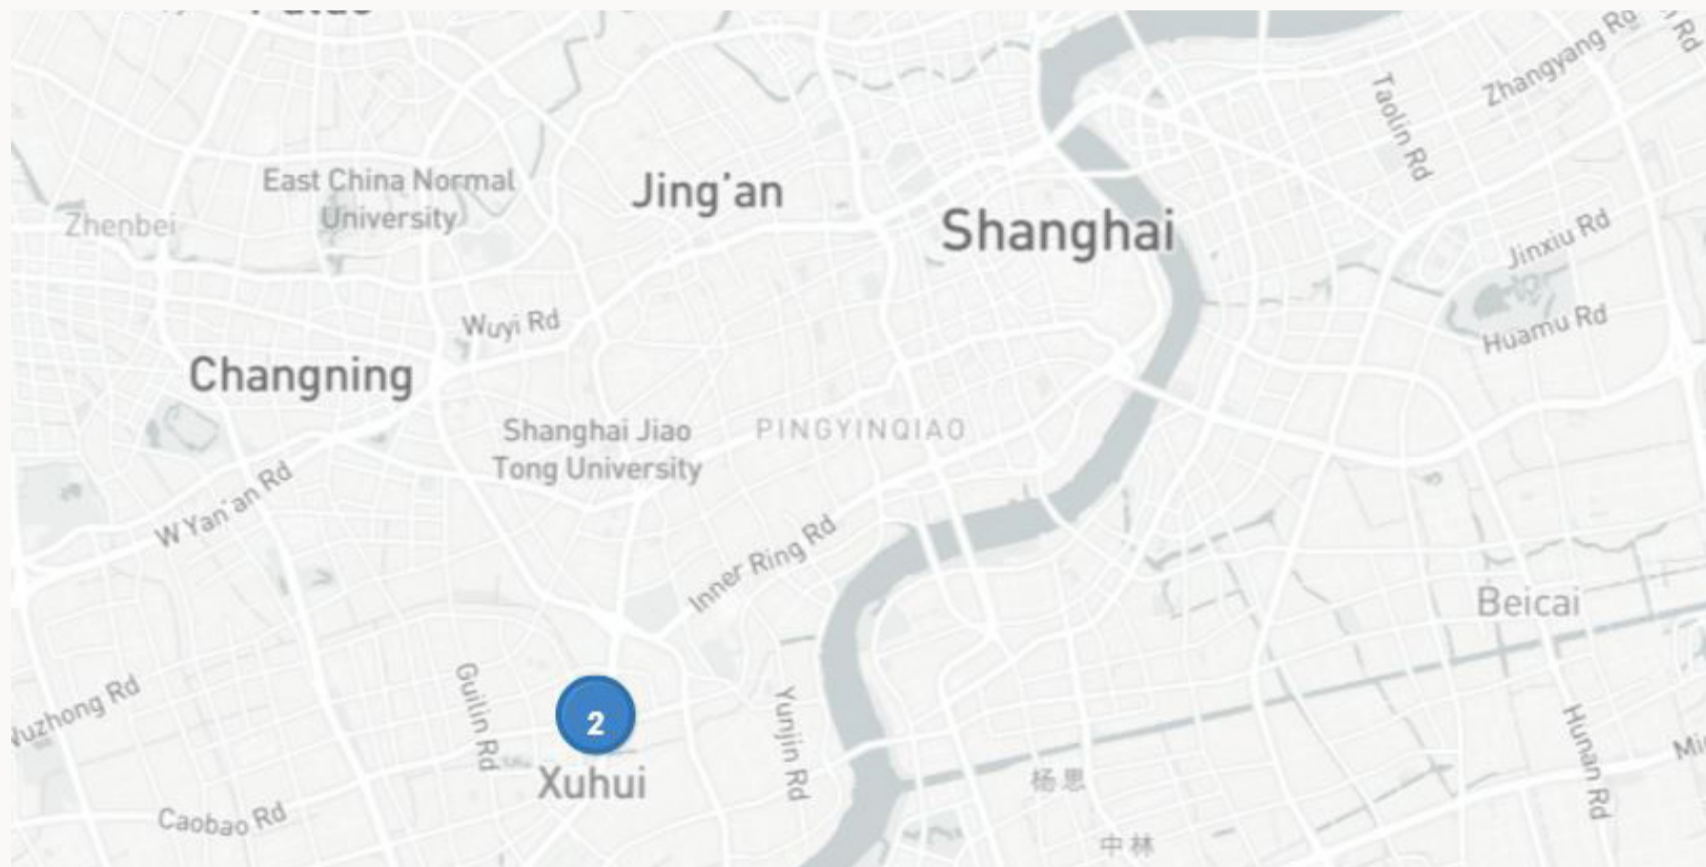 Zhangyang Rd
Taolin Rd
East China Normal
University
Jing'an
Zhenbei
Shanghai
Jinxiu Rd
Wuyi Rd
Huamu Rd
Changning
Shanghai Jiao
Tong University
PINGYINQIAO
W Yan'an Rd
Inner Ring Rd
Beicai
Guilin Rd
Wuzhong Rd
2
Yunjin Rd
Hunan Rd
Xuhui
杨思
Caobao Rd
中林